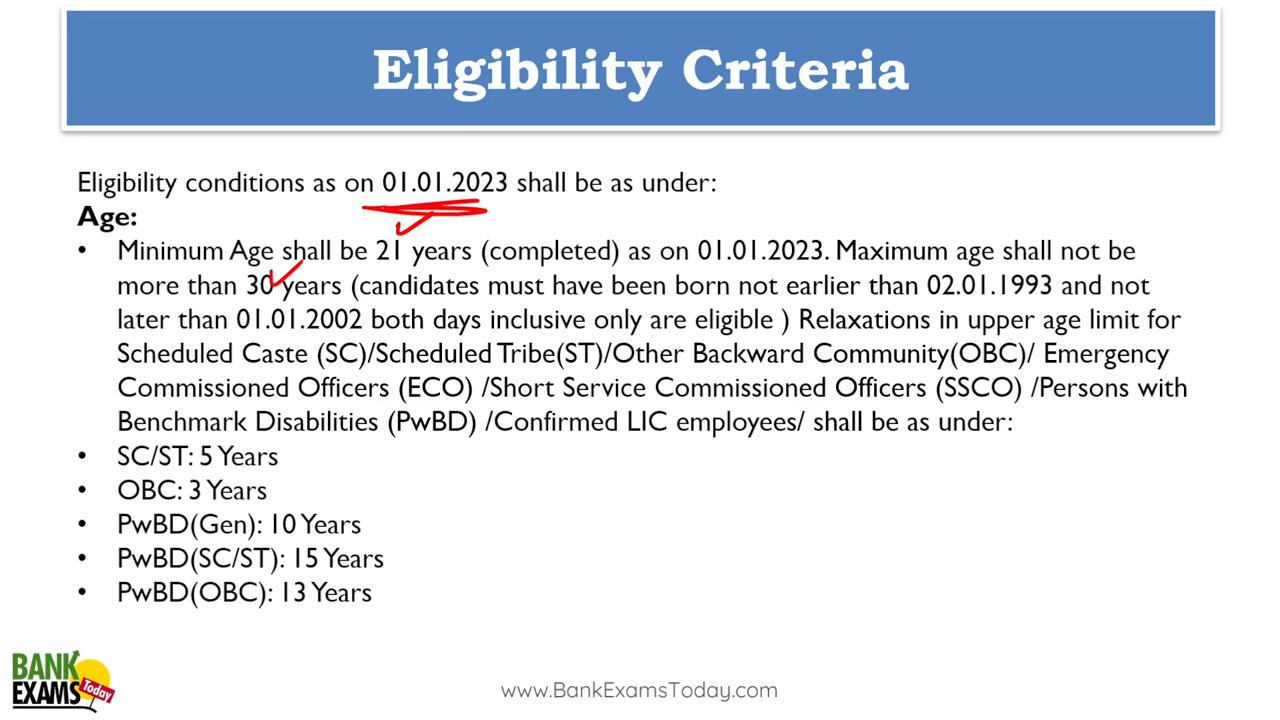 Eligibility Criteria
Eligibility conditions as on 01.01.2023 shall be as under:
Age:
• Minimum Age shall be 21 years (completed) as on 01.01.2023. Maximum age shall not be
more than 30 years (candidates must have been born not earlier than 02.01.1993 and not
later than 01.01.2002 both days inclusive only are eligible ) Relaxations in upper age limit for
Scheduled Caste (SC)/Scheduled Tribe(ST)/Other Backward Community(OBC)/ Emergency
Commissioned Officers (ECO) /Short Service Commissioned Officers (SSCO) /Persons with
Benchmark Disabilities (PwBD) /Confirmed LIC employees/ shall be as under:
• SC/ST: 5 Years
• OBC: 3 Years
• PwBD(Gen): 10 Years
• PwBD(SC/ST): 15 Years
• PwBD(OBC): 13 Years
BANK
EXAMS Today
www.BankExamsToday.com